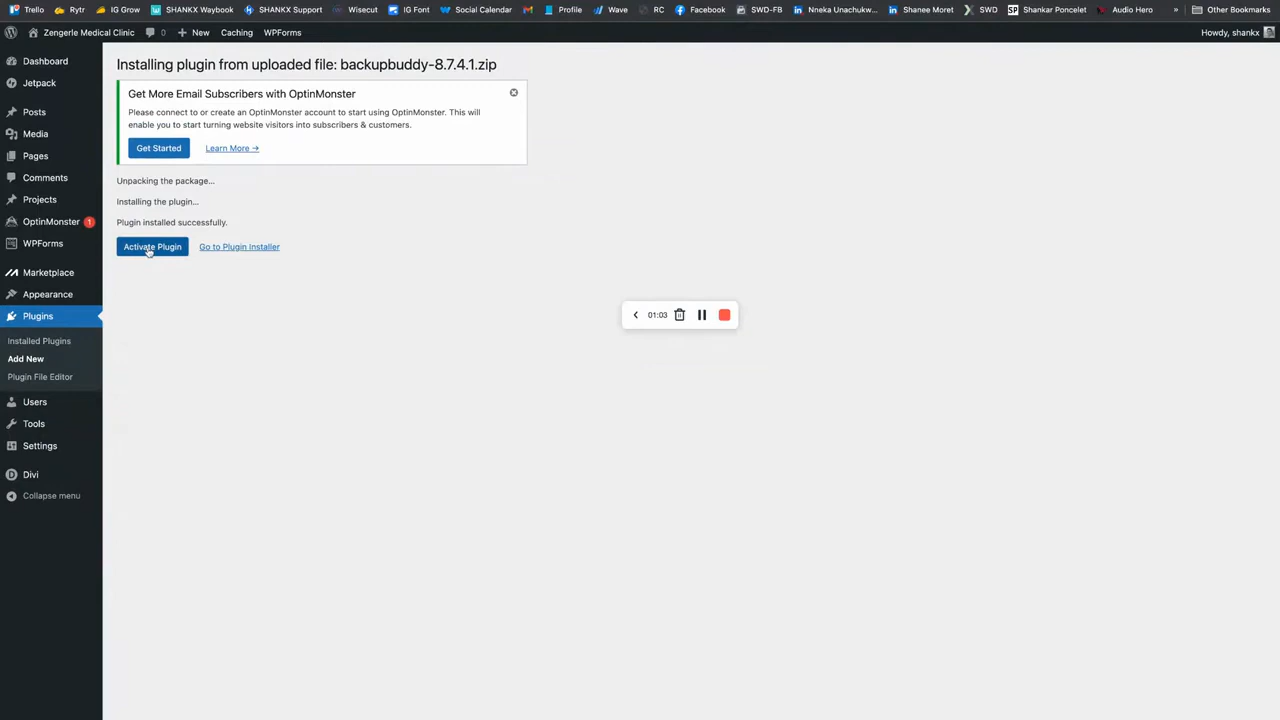 Trello Rytr IG Grow SHANKX Waybook SHANKX Support Wisecut IG Font Gmail Social Calendar Profile Wave RC Facebook SWD-FB Nneka Unachukw... Shanee Moret SWD Shankar Poncelet Audio Hero » Other Bookmarks
Zengerle Medical Clinic 0 New Caching WPForms Howdy, shankx
Dashboard
Jetpack
Posts
Media
Pages
Comments
Projects
OptinMonster 1
WPForms
Marketplace
Appearance
Plugins
Installed Plugins
Add New
Plugin File Editor
Users
Tools
Settings
Divi
Collapse menu
Installing plugin from uploaded file: backupbuddy-8.7.4.1.zip
Get More Email Subscribers with OptinMonster
Please connect to or create an OptinMonster account to start using OptinMonster. This will
enable you to start turning website visitors into subscribers & customers.
Get Started Learn More →
Unpacking the package...
Installing the plugin...
Plugin installed successfully.
Activate Plugin Go to Plugin Installer
01:03